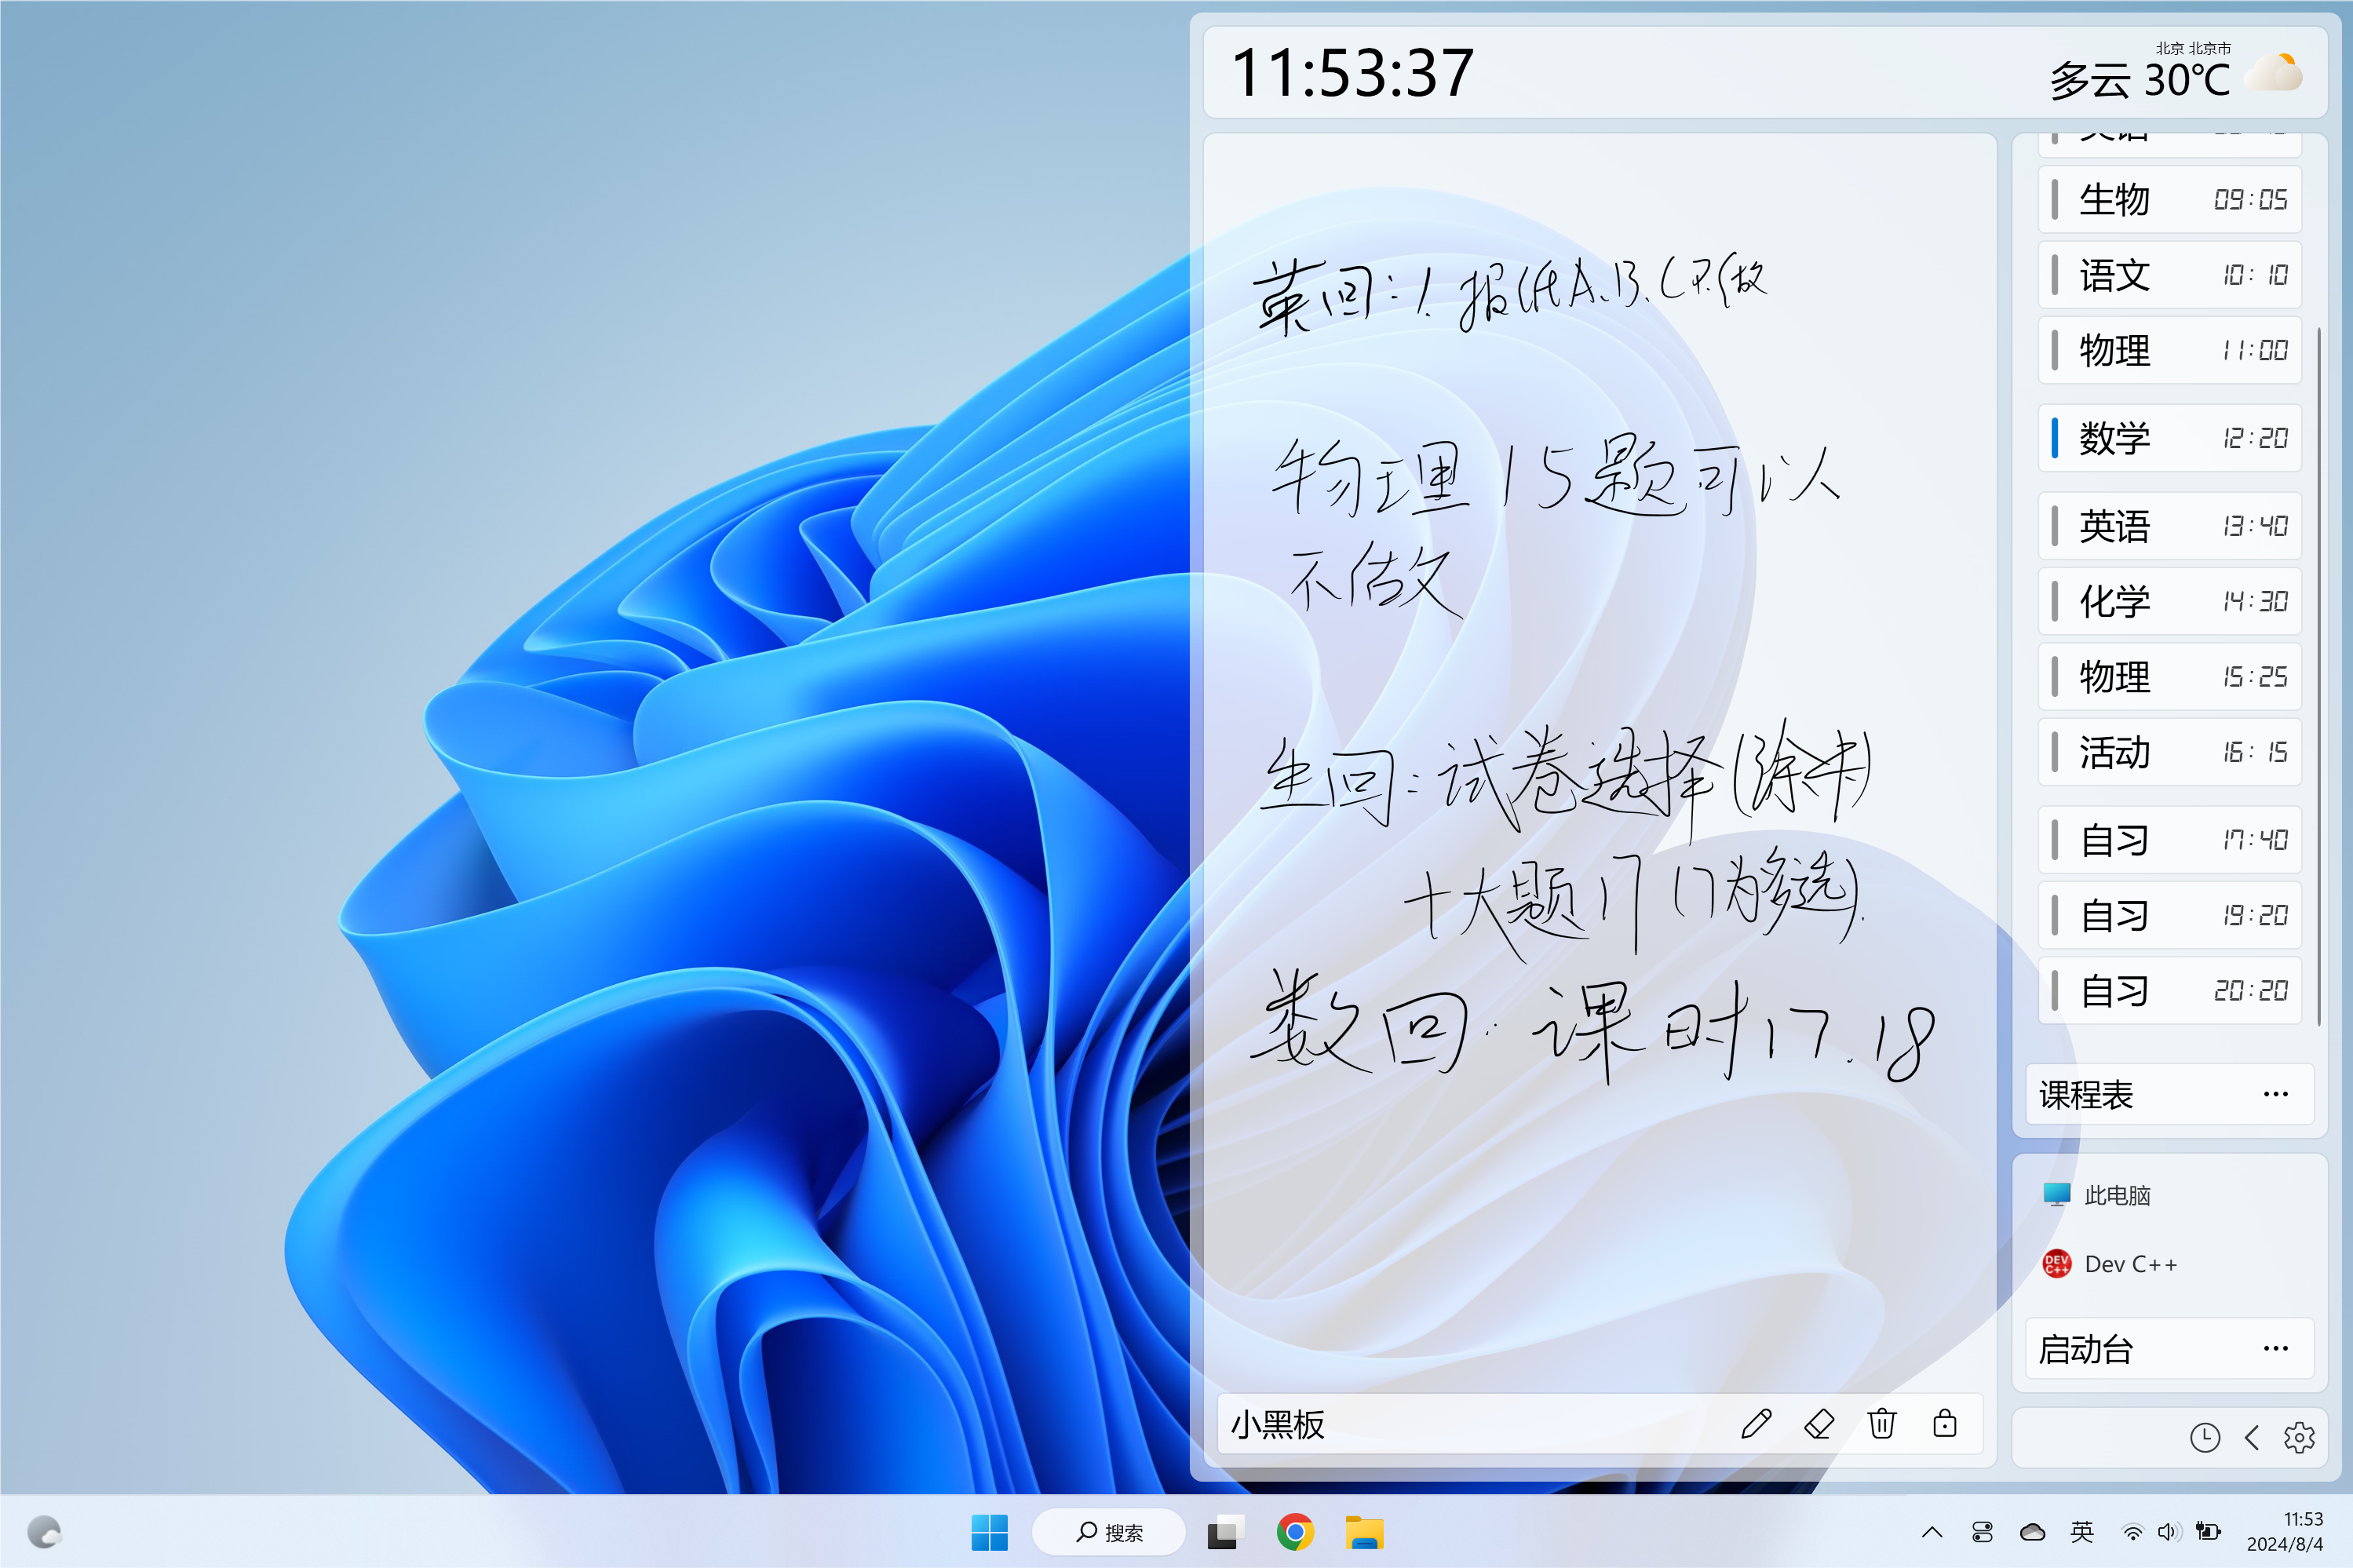 11:53:37
北京 北京市
多云 30℃
英回:1.报纸A、B、C不做
物理15题可以
不做
生回:试卷选择(除卡)
十大题17(17为多选).
数回:课时17.18
小黑板
生物 09:05
语文 10:10
物理 11:00
数学 12:20
英语 13:40
化学 14:30
物理 15:25
活动 16:15
自习 17:40
自习 19:20
自习 20:20
课程表 ···
此电脑
DEV C++ Dev C++
启动台 ···
搜索
英
11:53
2024/8/4